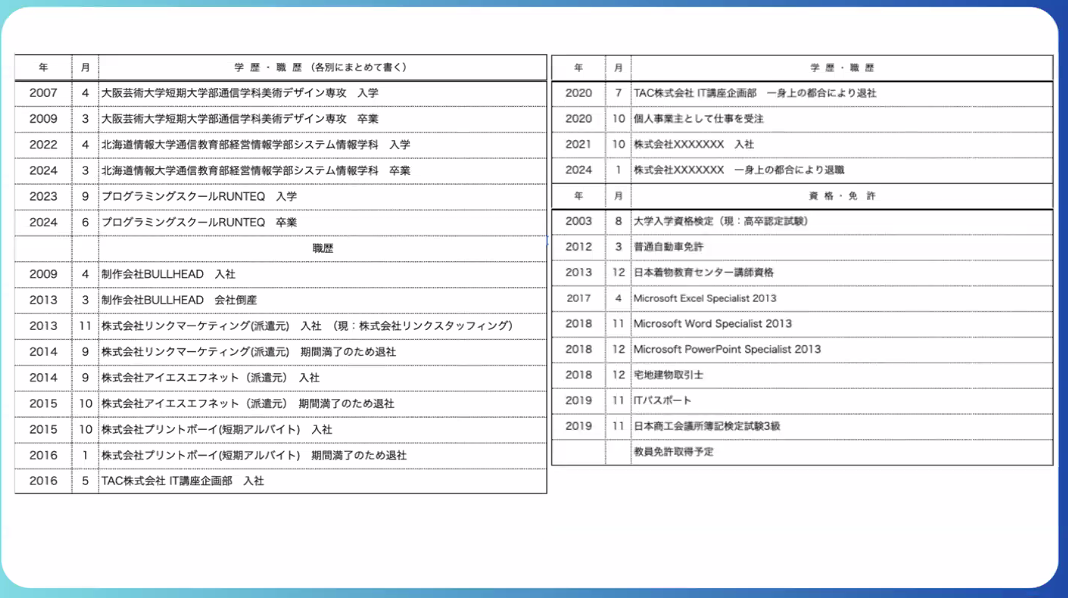 年 月 学 歴 ・ 職 歴 (各別にまとめて書く)
2007 4 大阪芸術大学短期大学部通信学科美術デザイン専攻 入学
2009 3 大阪芸術大学短期大学部通信学科美術デザイン専攻 卒業
2022 4 北海道情報大学通信教育部経営情報学部システム情報学科 入学
2024 3 北海道情報大学通信教育部経営情報学部システム情報学科 卒業
2023 9 プログラミングスクールRUNTEQ 入学
2024 6 プログラミングスクールRUNTEQ 卒業
職歴
2009 4 制作会社BULLHEAD 入社
2013 3 制作会社BULLHEAD 会社倒産
2013 11 株式会社リンクマーケティング(派遣元) 入社 (現：株式会社リンクスタッフィング)
2014 9 株式会社リンクマーケティング(派遣元) 期間満了のため退社
2014 9 株式会社アイエスエフネット（派遣元） 入社
2015 10 株式会社アイエスエフネット（派遣元） 期間満了のため退社
2015 10 株式会社プリントボーイ(短期アルバイト) 入社
2016 1 株式会社プリントボーイ(短期アルバイト) 期間満了のため退社
2016 5 TAC株式会社 IT講座企画部 入社
年 月 学 歴 ・ 職 歴
2020 7 TAC株式会社 IT講座企画部 一身上の都合により退社
2020 10 個人事業主として仕事を受注
2021 10 株式会社XXXXXXX 入社
2024 1 株式会社XXXXXXX 一身上の都合により退職
年 月 資 格 ・ 免 許
2003 8 大学入学資格検定（現：高卒認定試験）
2012 3 普通自動車免許
2013 12 日本着物教育センター講師資格
2017 4 Microsoft Excel Specialist 2013
2018 11 Microsoft Word Specialist 2013
2018 12 Microsoft PowerPoint Specialist 2013
2018 12 宅地建物取引士
2019 11 ITパスポート
2019 11 日本商工会議所簿記検定試験3級
教員免許取得予定